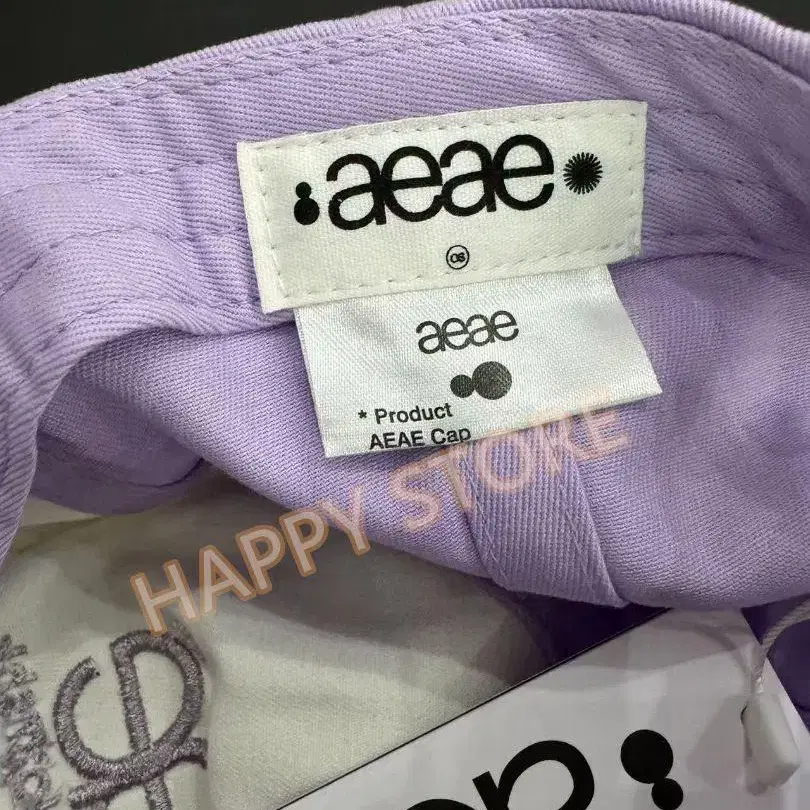 aeae
OS
aeae
* Product
AEAE Cap
HAPPY STORE